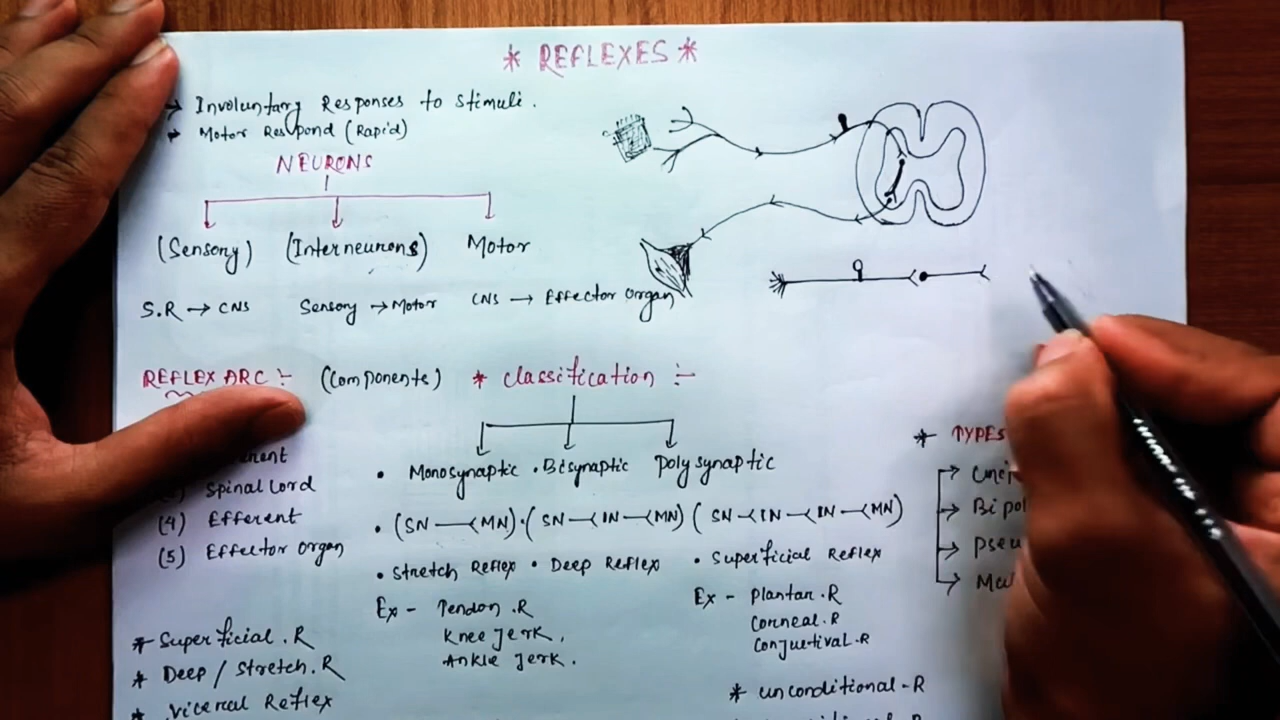 * REFLEXES *
→ Involuntary Responses to Stimuli.
→ Motor Respond (Rapid)
NEURONS
(Sensory) (Interneurons) Motor
S.R → CNS Sensory → Motor CNS → Effector Organ
REFLEX ARC :- (Components) * Classification :-
Spinal Cord
(4) Efferent
(5) Effector Organ
• Monosynaptic • Bisynaptic Polysynaptic
• (SN —< MN) • (SN —< IN —< MN) (SN —< IN —< IN —< MN)
• Stretch Reflex • Deep Reflex • Superficial Reflex
Ex - Tendon .R
Knee Jerk,
Ankle Jerk.
Ex - Plantar .R
Corneal .R
Conjuctival .R
* TYPES
* Superficial .R
* Deep / Stretch .R
* Viceral Reflex
* unconditional - R